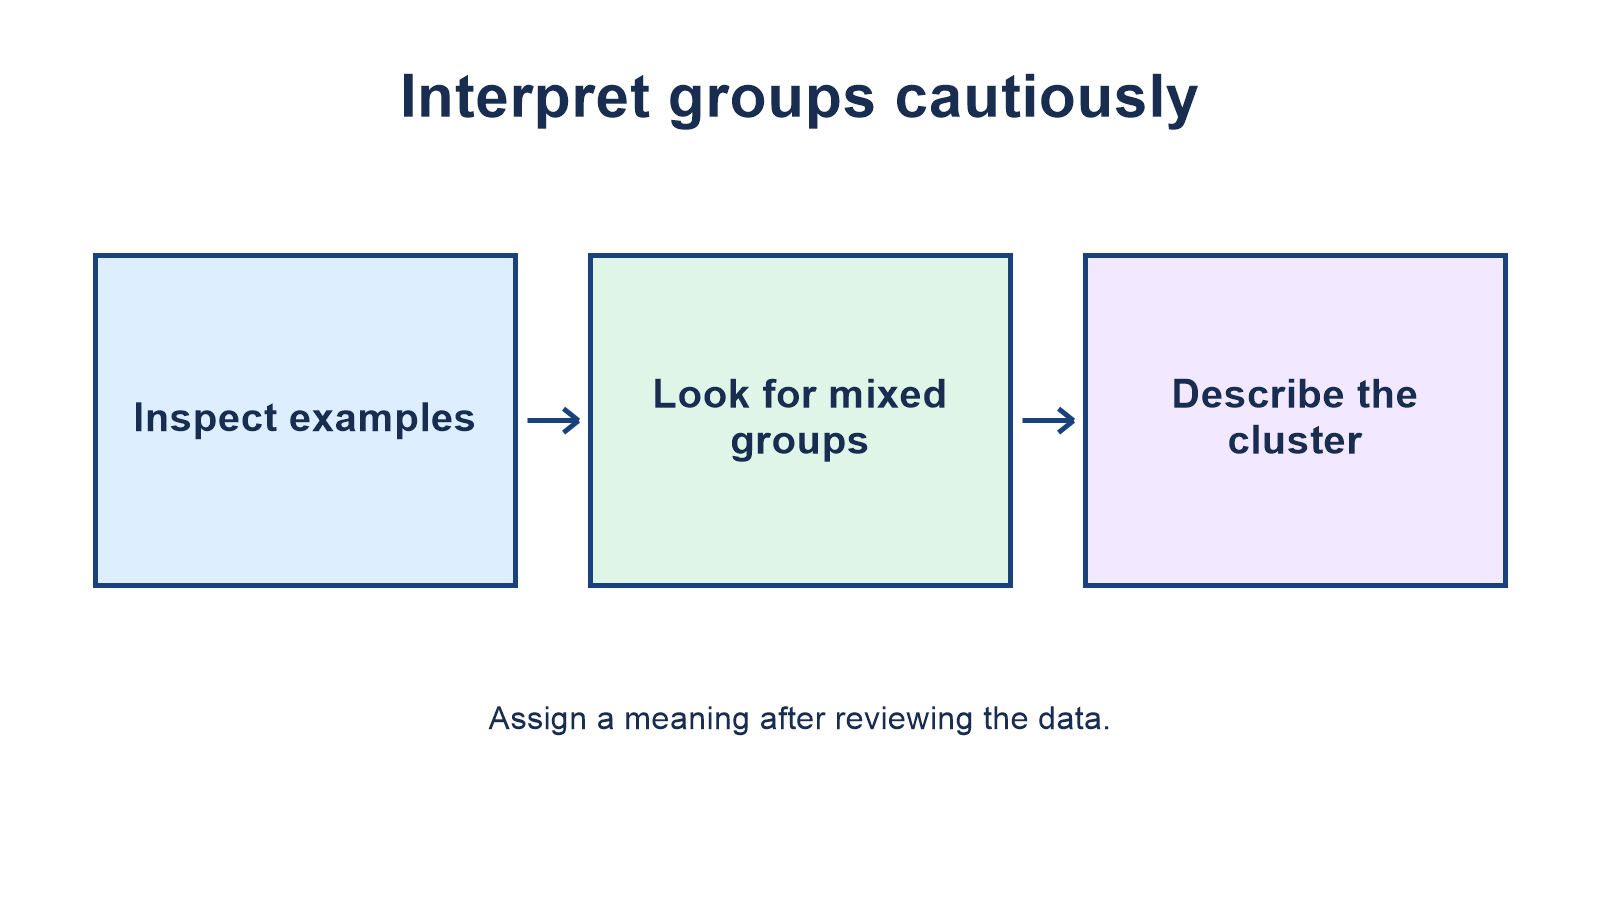 Interpret groups cautiously
Inspect examples
Look for mixed
groups
Describe the
cluster
Assign a meaning after reviewing the data.